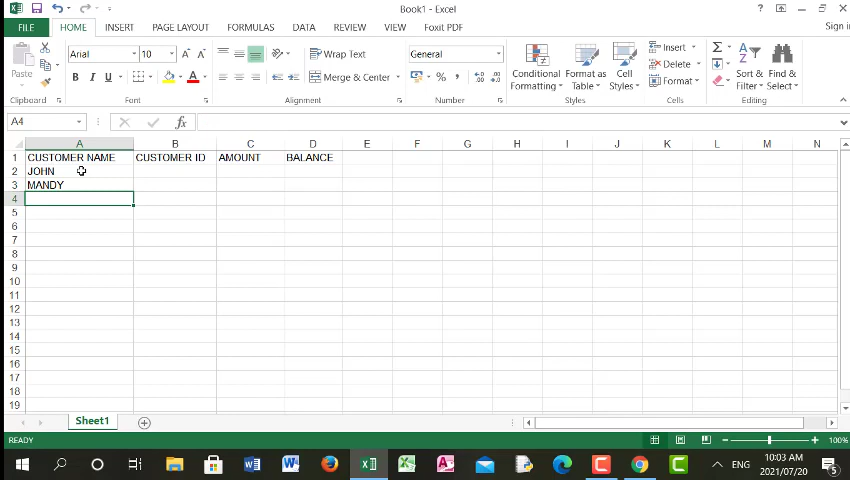 Book1 - Excel
Sign in
FILE HOME INSERT PAGE LAYOUT FORMULAS DATA REVIEW VIEW Foxit PDF
Paste
Arial 10
B I U A
Wrap Text
Merge & Center
General
$ % ,
Conditional Formatting
Format as Table
Cell Styles
Insert
Delete
Format
Sort & Filter
Find & Select
Clipboard Font Alignment Number Styles Cells Editing
A4 fx
A B C D E F G H I J K L M N
1 CUSTOMER NAME CUSTOMER ID AMOUNT BALANCE
2 JOHN
3 MANDY
4
5
6
7
8
9
10
11
12
13
14
15
16
17
18
19
Sheet1
READY 100%
ENG 10:03 AM
2021/07/20 5